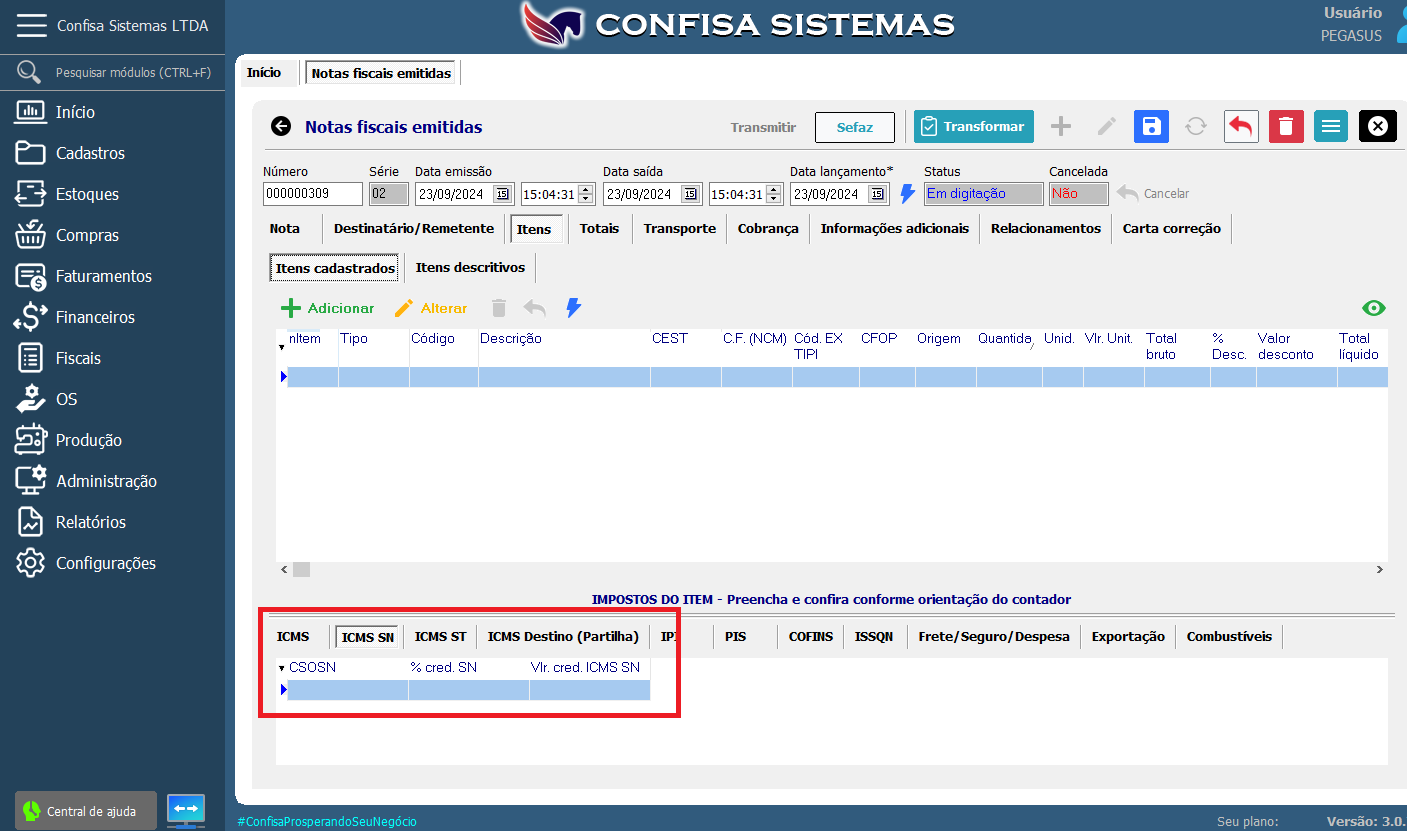 Confisa Sistemas LTDA
CONFISA SISTEMAS
Usuário
PEGASUS
Pesquisar módulos (CTRL+F)
Início
Cadastros
Estoques
Compras
Faturamentos
Financeiros
Fiscais
OS
Produção
Administração
Relatórios
Configurações
Central de ajuda
Início Notas fiscais emitidas
Notas fiscais emitidas Transmitir Sefaz Transformar
Número Série Data emissão Data saída Data lançamento* Status Cancelada
000000309 02 23/09/2024 15 15:04:31 23/09/2024 15 15:04:31 23/09/2024 15 Em digitação Não Cancelar
Nota Destinatário/Remetente Itens Totais Transporte Cobrança Informações adicionais Relacionamentos Carta correção
Itens cadastrados Itens descritivos
Adicionar Alterar
nItem Tipo Código Descrição CEST C.F. (NCM) Cód. EX TIPI CFOP Origem Quantida Unid. Vlr. Unit. Total bruto % Desc. Valor desconto Total líquido
IMPOSTOS DO ITEM - Preencha e confira conforme orientação do contador
ICMS ICMS SN ICMS ST ICMS Destino (Partilha) IPI PIS COFINS ISSQN Frete/Seguro/Despesa Exportação Combustíveis
CSOSN % cred. SN Vlr. cred. ICMS SN
#ConfisaProsperandoSeuNegócio Seu plano: Versão: 3.0.